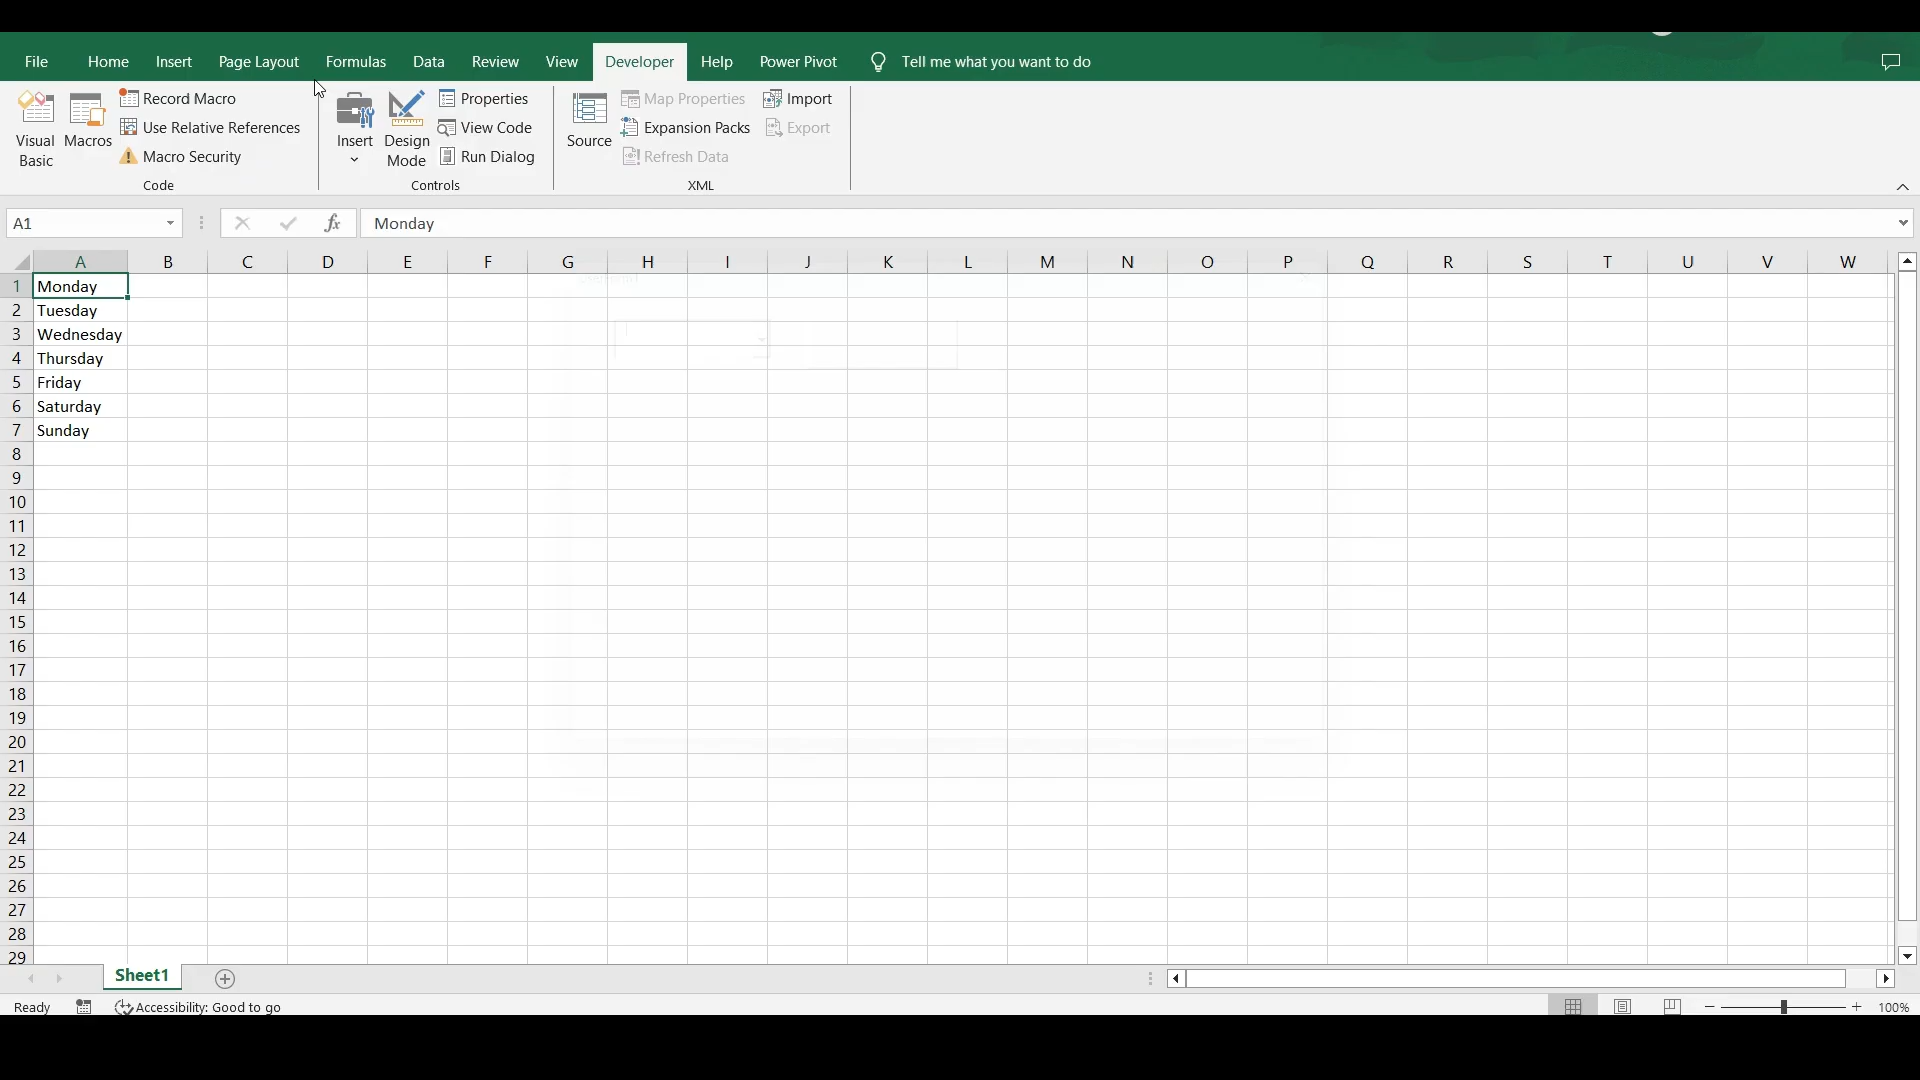 File Home Insert Page Layout Formulas Data Review View Developer Help Power Pivot Tell me what you want to do
Visual Basic
Macros
Record Macro
Use Relative References
Macro Security
Code
Insert
Design Mode
Properties
View Code
Run Dialog
Controls
Source
Map Properties
Expansion Packs
Refresh Data
Import
Export
XML
A1 fx Monday
A B C D E F G H I J K L M N O P Q R S T U V W
1 Monday
2 Tuesday
3 Wednesday
4 Thursday
5 Friday
6 Saturday
7 Sunday
8
9
10
11
12
13
14
15
16
17
18
19
20
21
22
23
24
25
26
27
28
29
Sheet1
Ready Accessibility: Good to go 100%